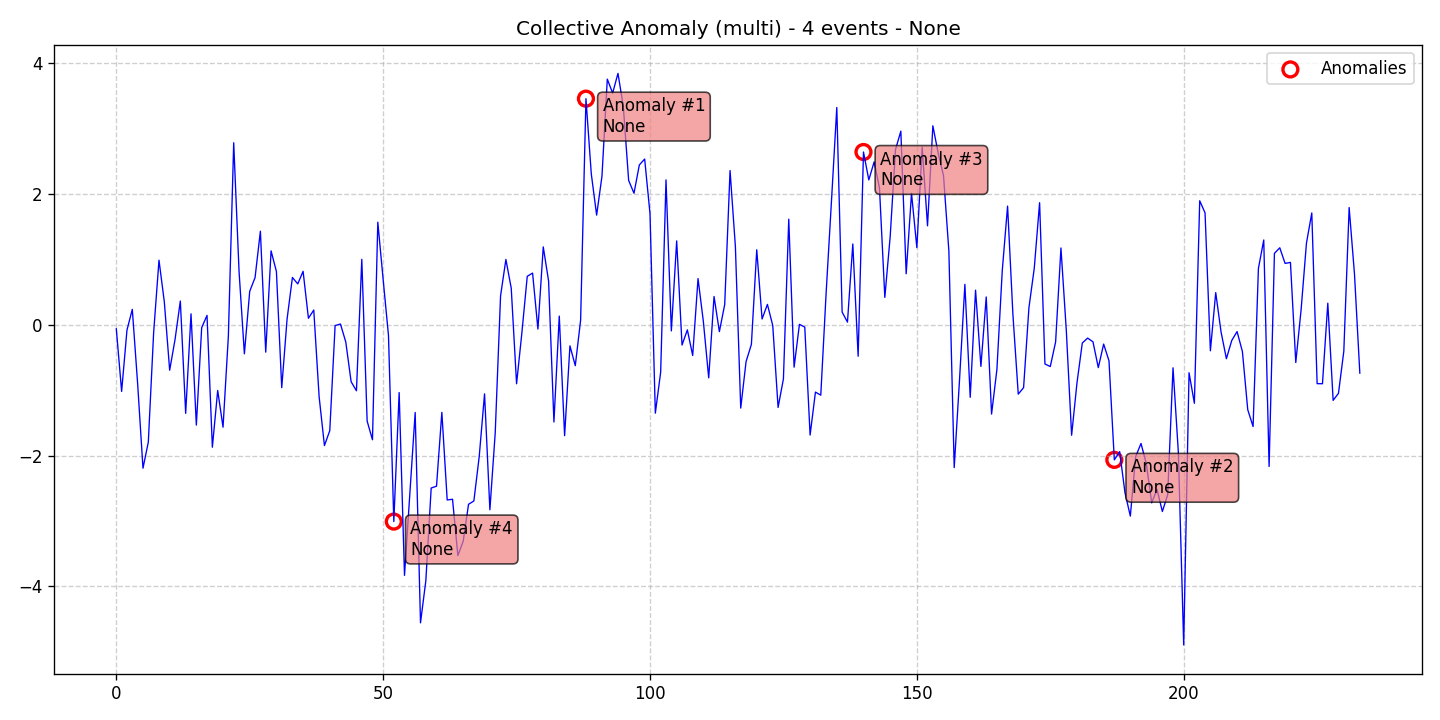 Collective Anomaly (multi) - 4 events - None
Anomalies
Anomaly #1
None
Anomaly #3
None
Anomaly #2
None
Anomaly #4
None
4
2
0
−2
−4
0
50
100
150
200